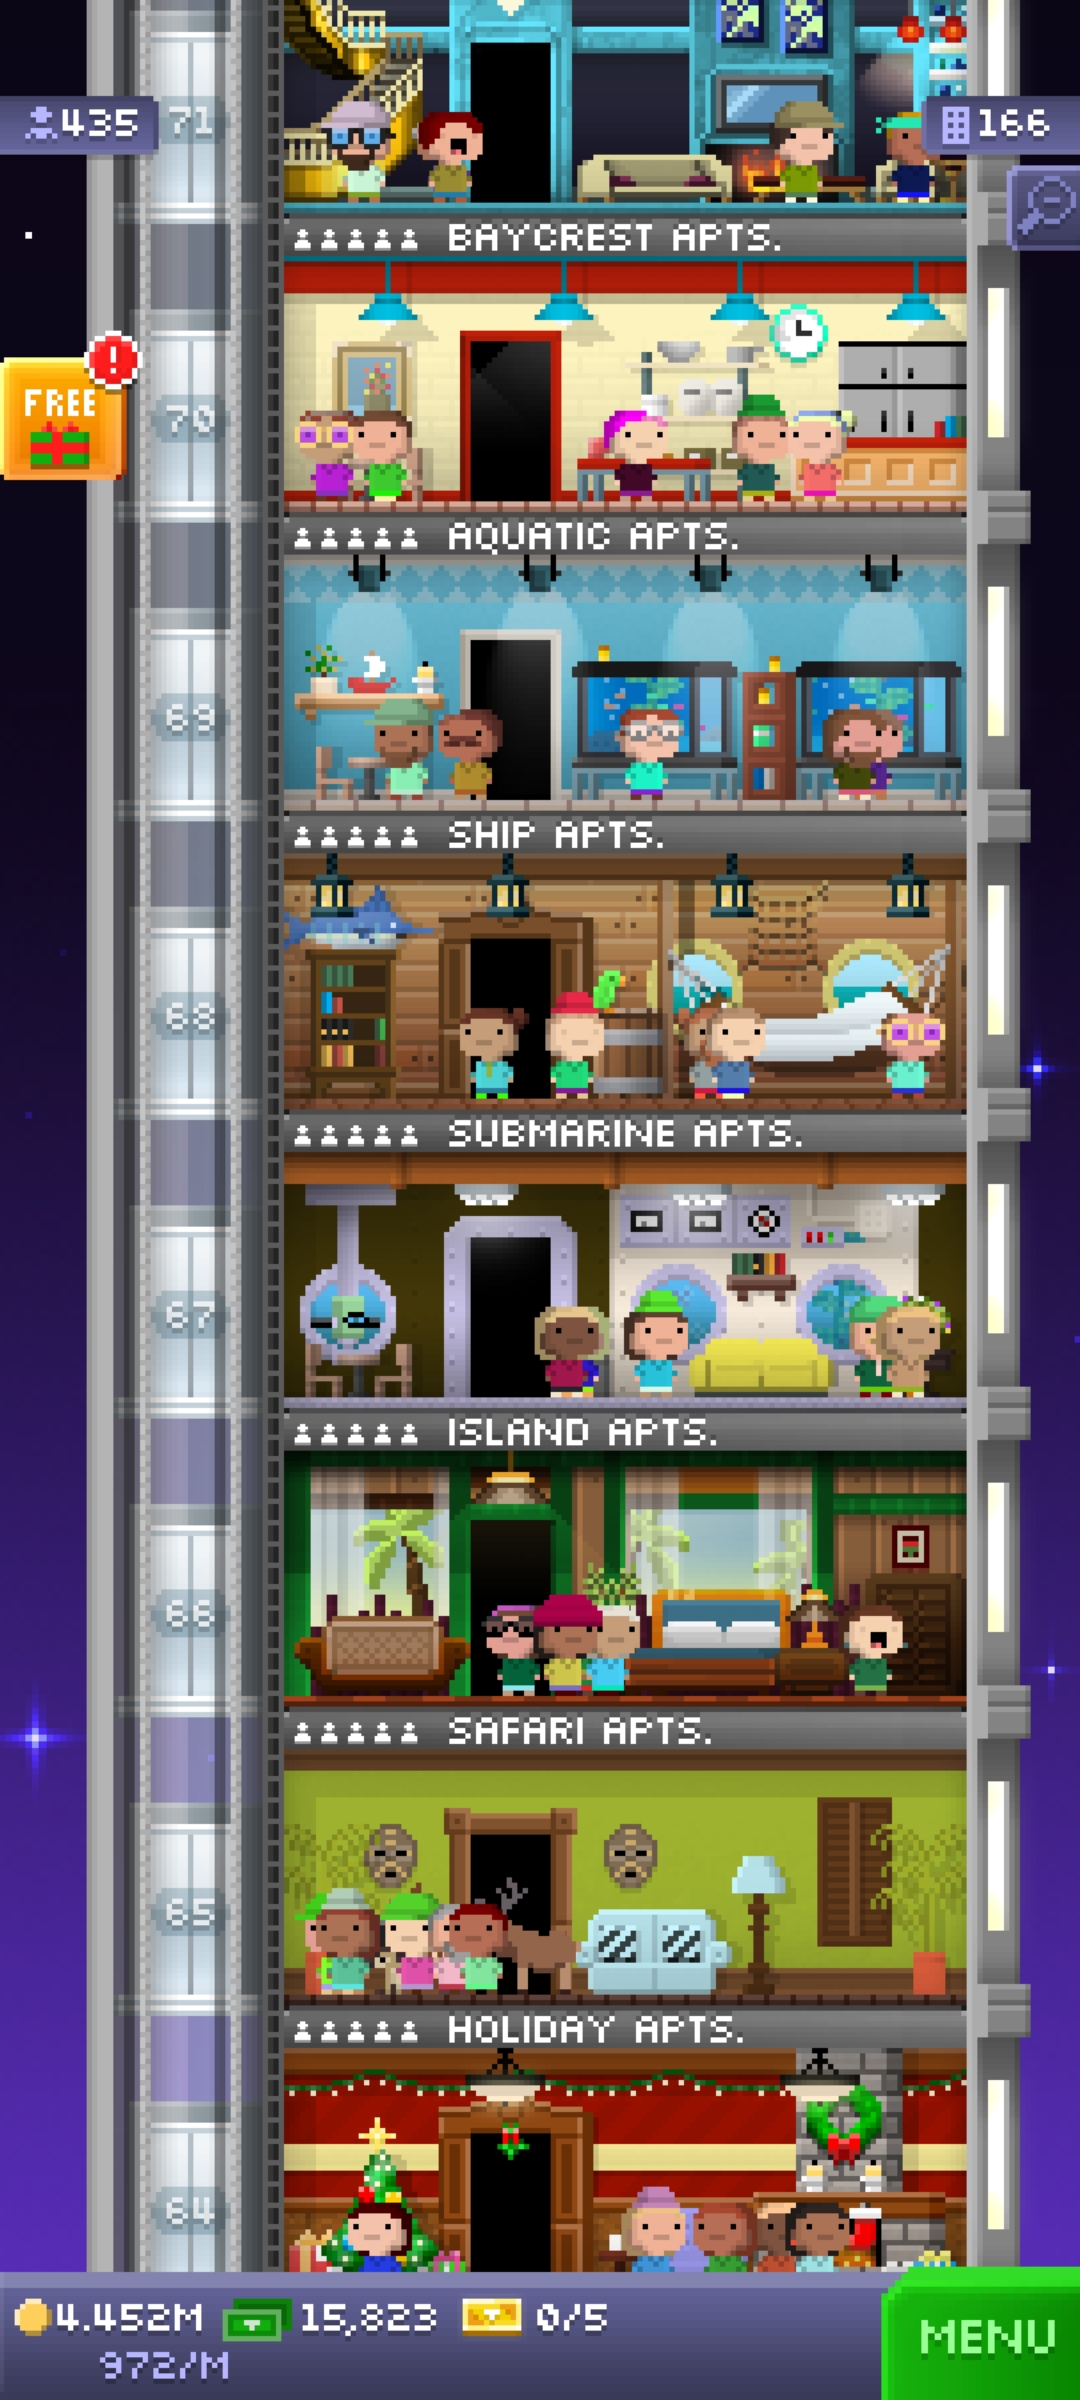 435
71
166
BAYCREST APTS.
FREE
!
70
AQUATIC APTS.
69
SHIP APTS.
68
SUBMARINE APTS.
67
ISLAND APTS.
66
SAFARI APTS.
65
HOLIDAY APTS.
64
4.452M 15,823 0/5
972/M
MENU